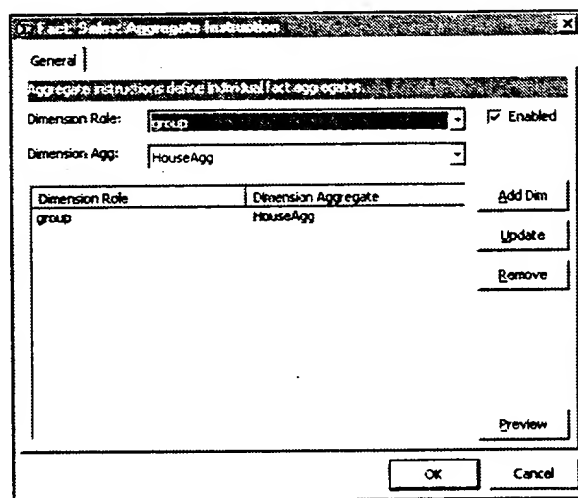 Fact: Sales: Aggregate Instruction
General
Aggregate instructions define individual fact aggregates.
Dimension Role:
group
Enabled
Dimension Agg:
HouseAgg
Dimension Role Dimension Aggregate
Add Dim
group HouseAgg
Update
Remove
Preview
OK Cancel